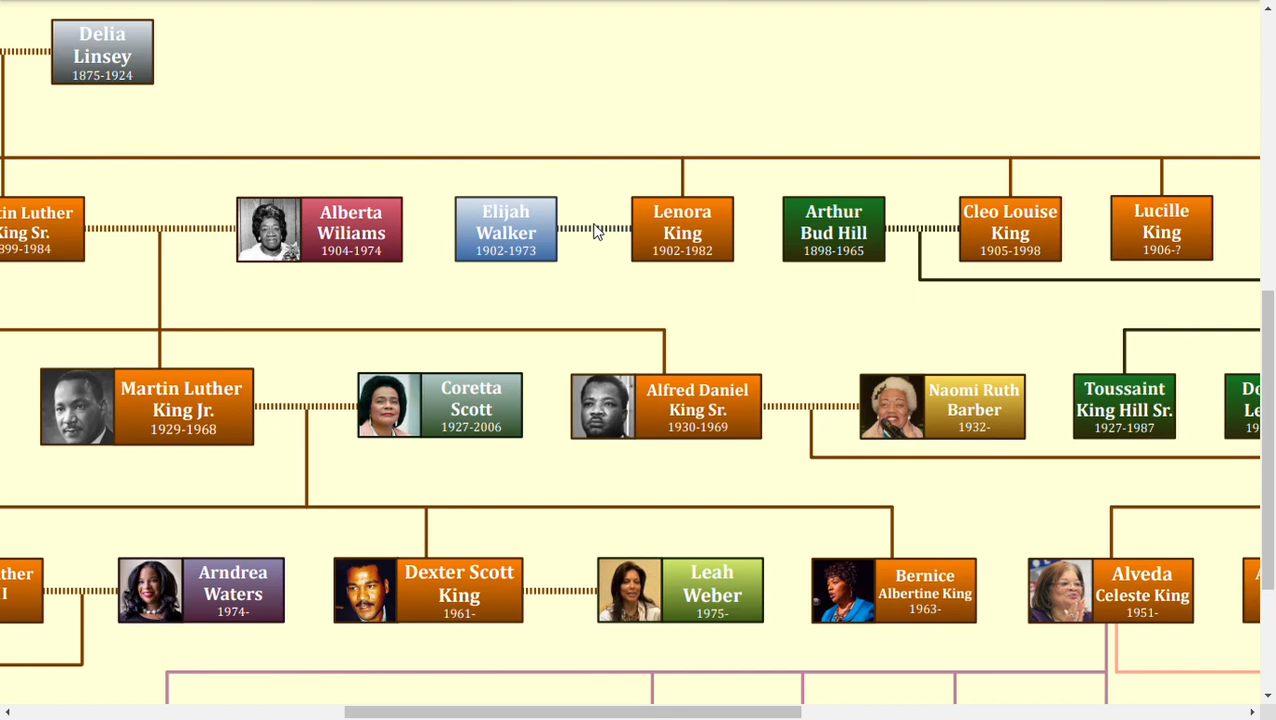 Delia
Linsey
1875-1924
tin Luther
King Sr.
899-1984
Alberta
Wiliams
1904-1974
Elijah
Walker
1902-1973
Lenora
King
1902-1982
Arthur
Bud Hill
1898-1965
Cleo Louise
King
1905-1998
Lucille
King
1906-?
Martin Luther
King Jr.
1929-1968
Coretta
Scott
1927-2006
Alfred Daniel
King Sr.
1930-1969
Naomi Ruth
Barber
1932-
Toussaint
King Hill Sr.
1927-1987
Do
Le
19
ther
I
Arndrea
Waters
1974-
Dexter Scott
King
1961-
Leah
Weber
1975-
Bernice
Albertine King
1963-
Alveda
Celeste King
1951-